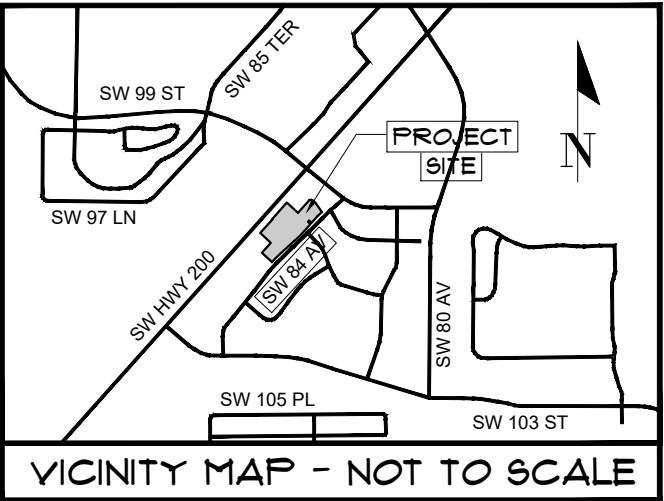 SW 85 TER
SW 99 ST
PROJECT
SITE
N
SW 97 LN
SW 84 AV
SW HWY 200
SW 80 AV
SW 105 PL
SW 103 ST
VICINITY MAP - NOT TO SCALE